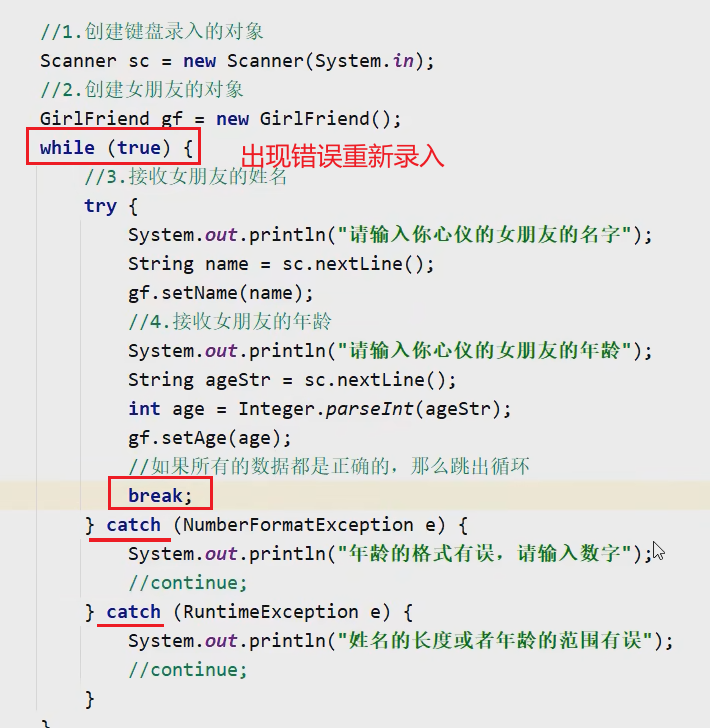 //1.创建键盘录入的对象
Scanner sc = new Scanner(System.in);
//2.创建女朋友的对象
GirlFriend gf = new GirlFriend();
while (true) {
出现错误重新录入
//3.接收女朋友的姓名
try {
System.out.println("请输入你心仪的女朋友的名字");
String name = sc.nextLine();
gf.setName(name);
//4.接收女朋友的年龄
System.out.println("请输入你心仪的女朋友的年龄");
String ageStr = sc.nextLine();
int age = Integer.parseInt(ageStr);
gf.setAge(age);
//如果所有的数据都是正确的，那么跳出循环
break;
} catch (NumberFormatException e) {
System.out.println("年龄的格式有误，请输入数字");
//continue;
} catch (RuntimeException e) {
System.out.println("姓名的长度或者年龄的范围有误");
//continue;
}
}